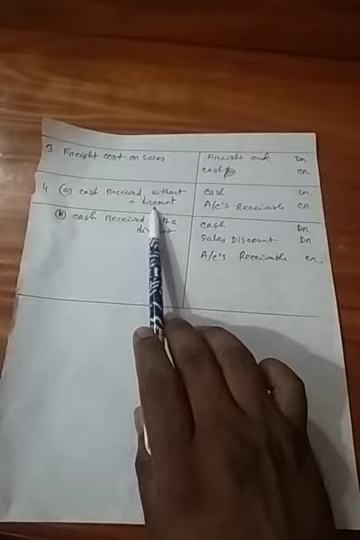 3 Freight cost on sales
Freight out Dr.
cash Cr.
4 (a) cash received without
a discount
Cash Dr.
A/c's Receivable Cr.
(b) cash received a
Cash Dr.
Sales Discount Dr.
A/c's Receivable Cr.